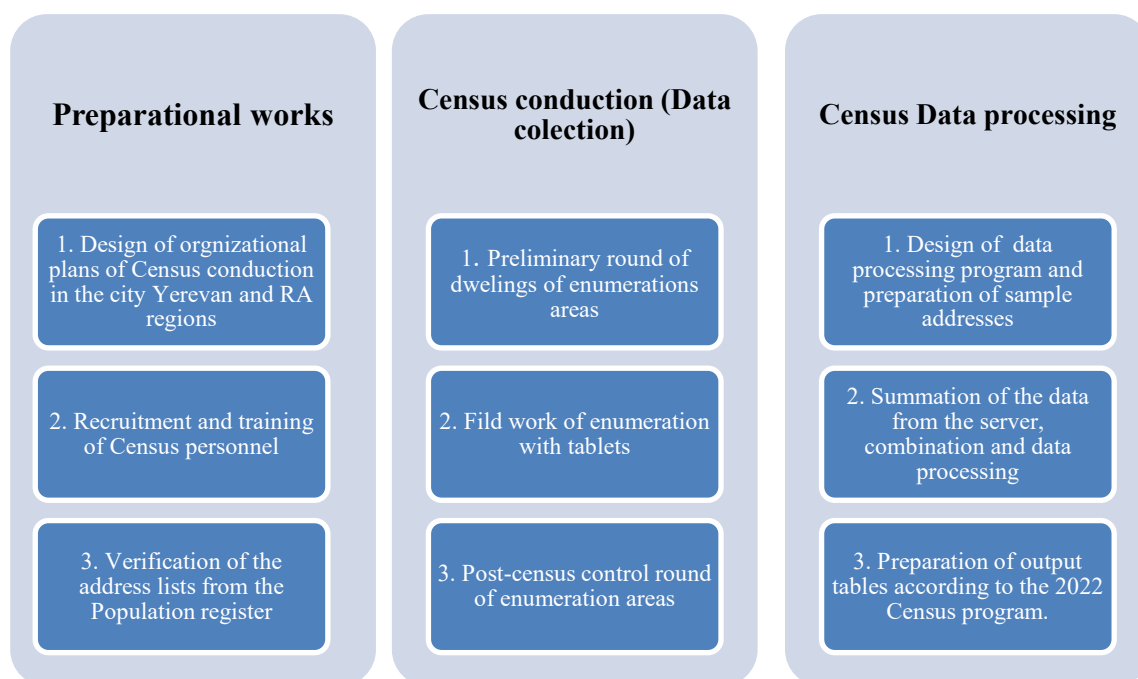 Preparational works
1. Design of orgnizational
plans of Census conduction
in the city Yerevan and RA
regions
2. Recruitment and training
of Census personnel
3. Verification of the
address lists from the
Population register
Census conduction (Data
colection)
1. Preliminary round of
dwelings of enumerations
areas
2. Fild work of enumeration
with tablets
3. Post-census control round
of enumeration areas
Census Data processing
1. Design of data
processing program and
preparation of sample
addresses
2. Summation of the data
from the server,
combination and data
processing
3. Preparation of output
tables according to the 2022
Census program.